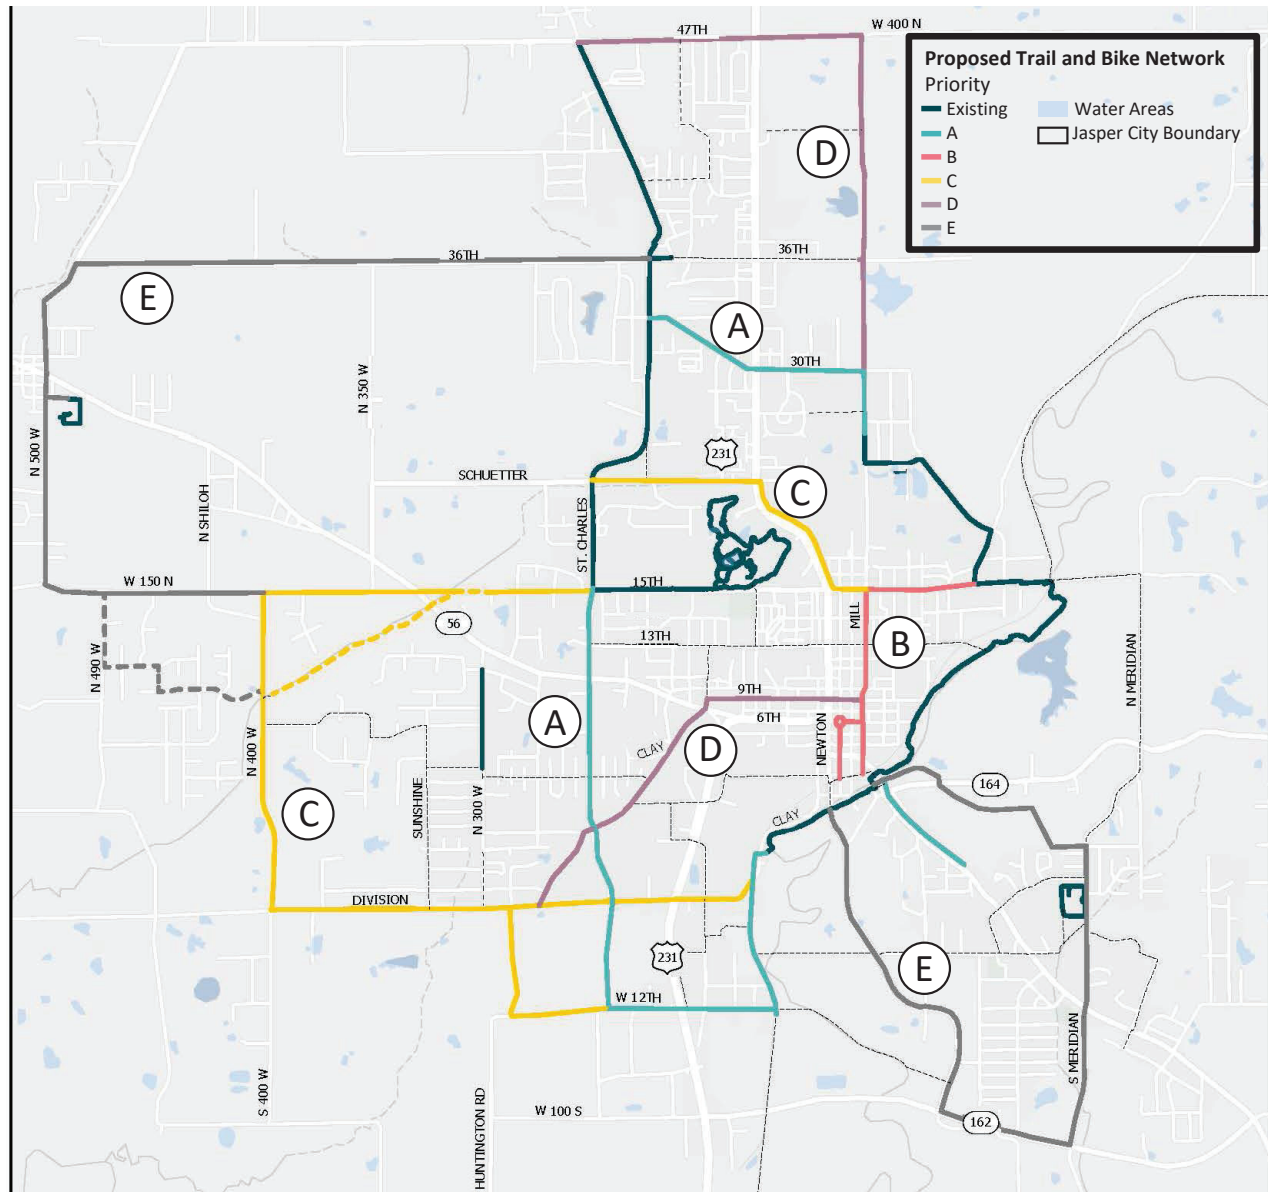 47TH
W 400 N
Proposed Trail and Bike Network
Priority
Existing
Water Areas
A
Jasper City Boundary
B
C
D
E
D
36TH
36TH
E
A
30TH
N 350 W
N 500 W
231
SCHUETTER
C
N SHILOH
ST. CHARLES
W 150 N
15TH
56
MILL
13TH
B
N 490 W
N MERIDIAN
9TH
A
6TH
NEWTON
N 400 W
CLAY
D
164
SUNSHINE
N 300 W
C
CLAY
DIVISION
231
E
W 12TH
S MERIDIAN
S 400 W
HUNTINGTON RD
W 100 S
162